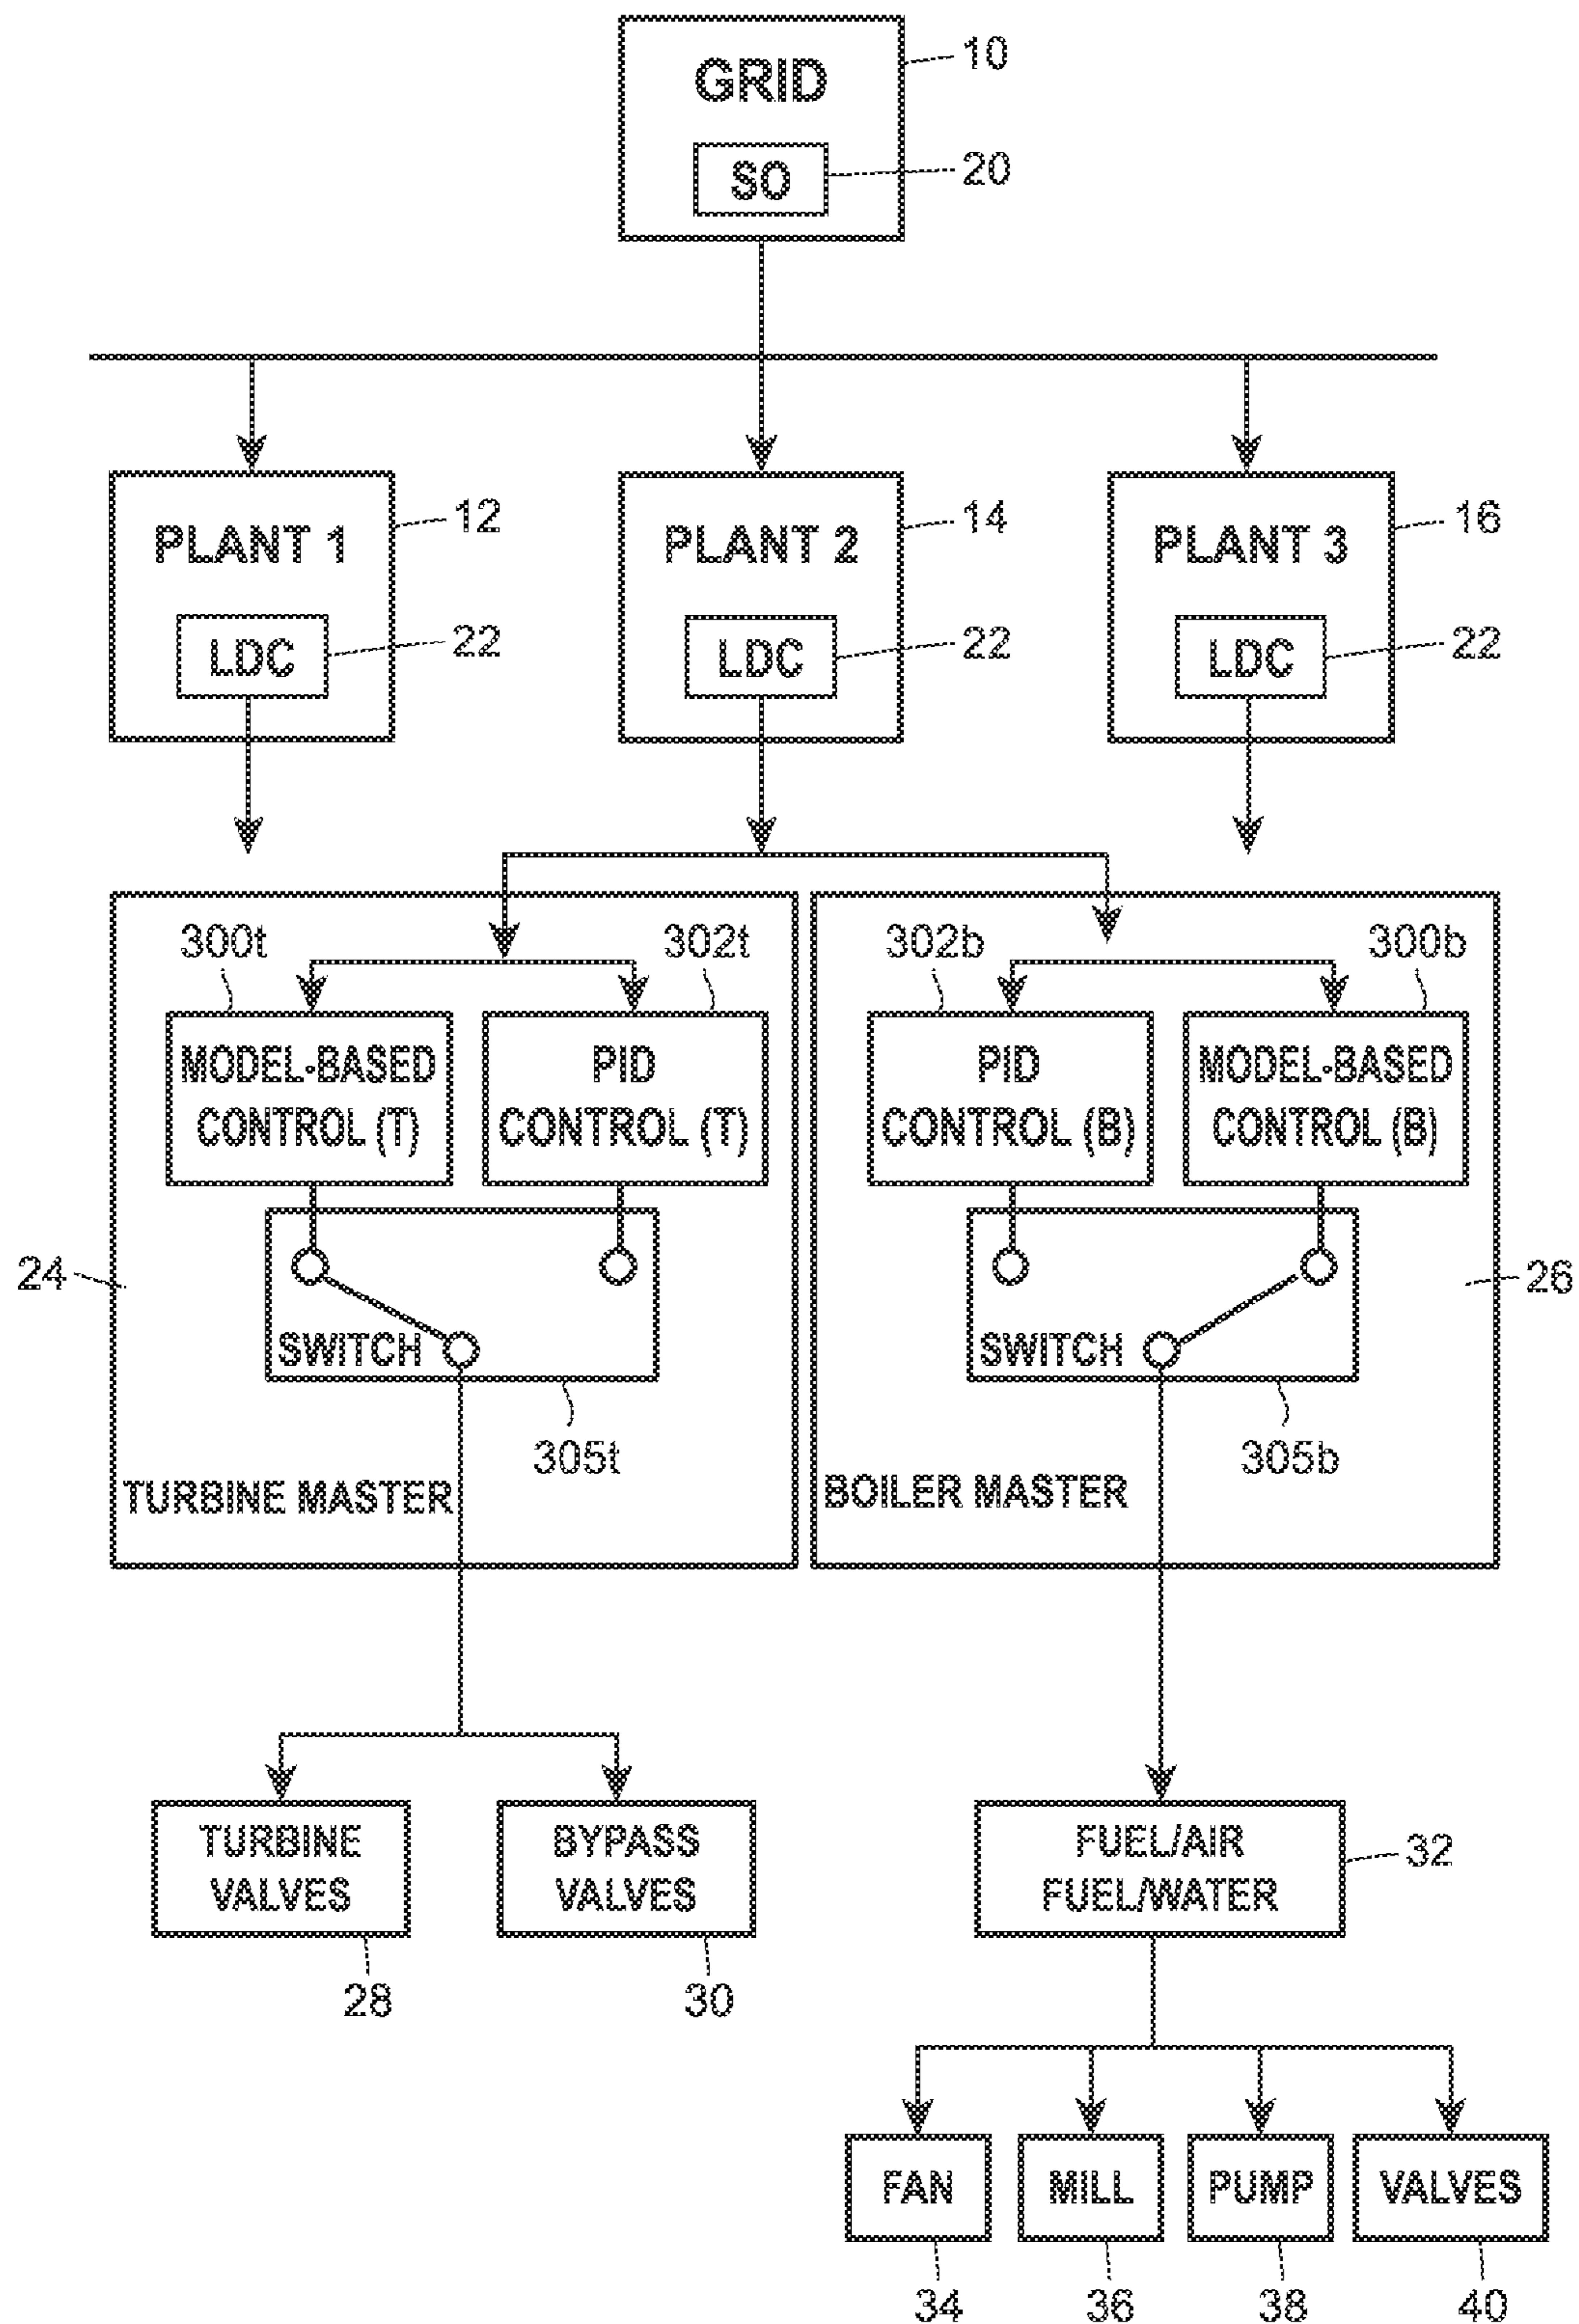 GRID
10
SO
20
PLANT 1
12
PLANT 2
14
PLANT 3
16
LDC
22
LDC
22
LDC
22
300t
302t
302b
300b
MODEL-BASED
CONTROL (T)
PID
CONTROL (T)
PID
CONTROL (B)
MODEL-BASED
CONTROL (B)
24
26
SWITCH
SWITCH
305t
305b
TURBINE MASTER
BOILER MASTER
TURBINE
VALVES
BYPASS
VALVES
FUEL/AIR
FUEL/WATER
32
28
30
FAN
MILL
PUMP
VALVES
34
36
38
40